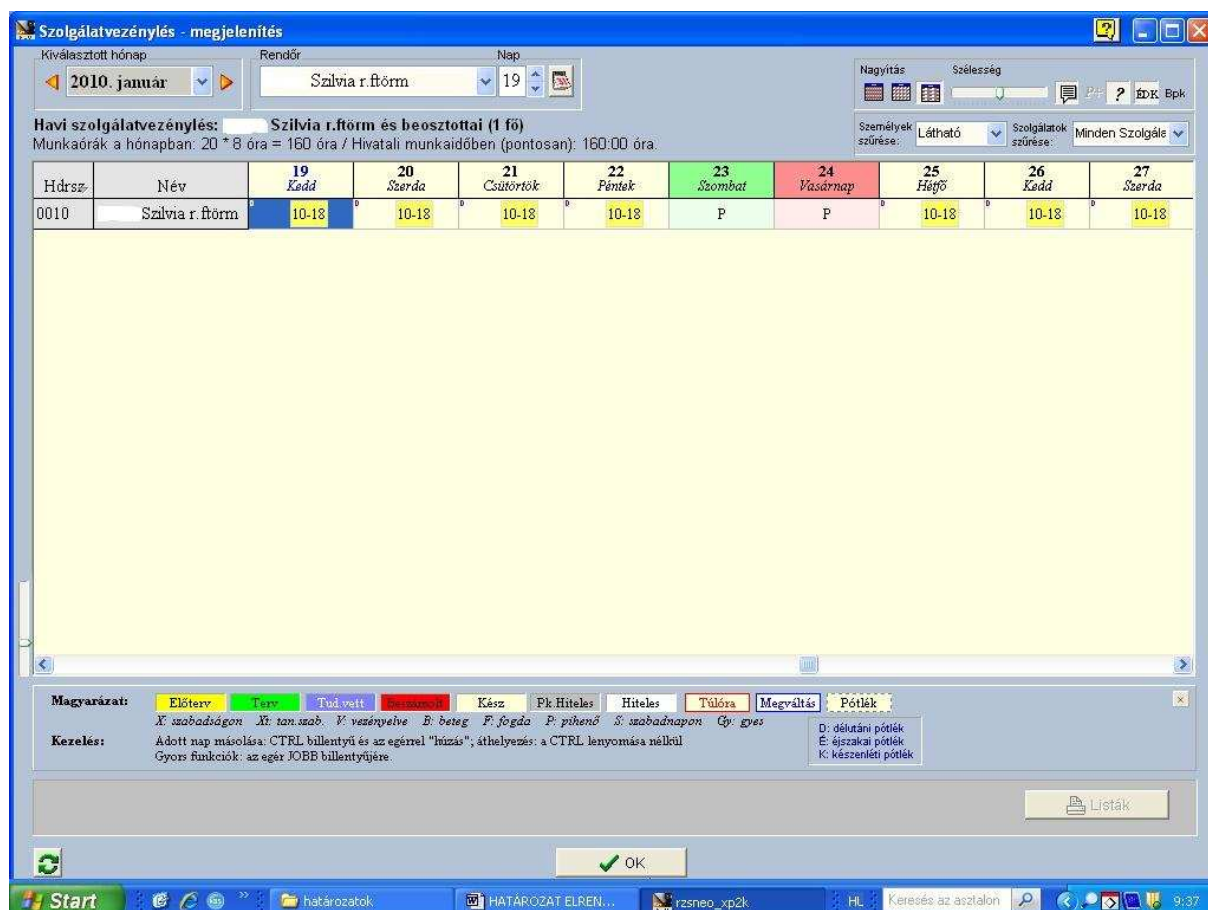 Szolgálatvezénylés - megjelenítés
Kiválasztott hónap
Rendőr
Nap
2010. január
Szilvia r.ftörm
19
Nagyítás
Szélesség
P+ ? ÉDK Bpk
Havi szolgálatvezénylés: Szilvia r.ftörm és beosztottai (1 fő)
Munkaórák a hónapban: 20 * 8 óra = 160 óra / Hivatali munkaidőben (pontosan): 160:00 óra.
Személyek szűrése: Látható
Szolgálatok szűrése: Minden Szolgála
Hdrsz. Név 19 Kedd 20 Szerda 21 Csütörtök 22 Péntek 23 Szombat 24 Vasárnap 25 Hétfő 26 Kedd 27 Szerda
0010 Szilvia r.ftörm D 10-18 D 10-18 D 10-18 D 10-18 P P D 10-18 D 10-18 D 10-18
Magyarázat: Előterv Terv Tud.vett Beszámolt Kész Pk.Hiteles Hiteles Túlóra Megváltás Pótlék
X: szabadságon Xt: tan.szab. V: vezényelve B: beteg F: fogda P: pihenő S: szabadnapon Gy: gyes
Kezelés: Adott nap másolása: CTRL billentyű és az egérrel "húzás"; áthelyezés: a CTRL lenyomása nélkül
Gyors funkciók: az egér JOBB billentyűjére.
D: délutáni pótlék
É: éjszakai pótlék
K: készenléti pótlék
Listák
OK
Start
határozatok
HATÁROZAT ELREN...
rzsneo_xp2k
HL
Keresés az asztalon
9:37